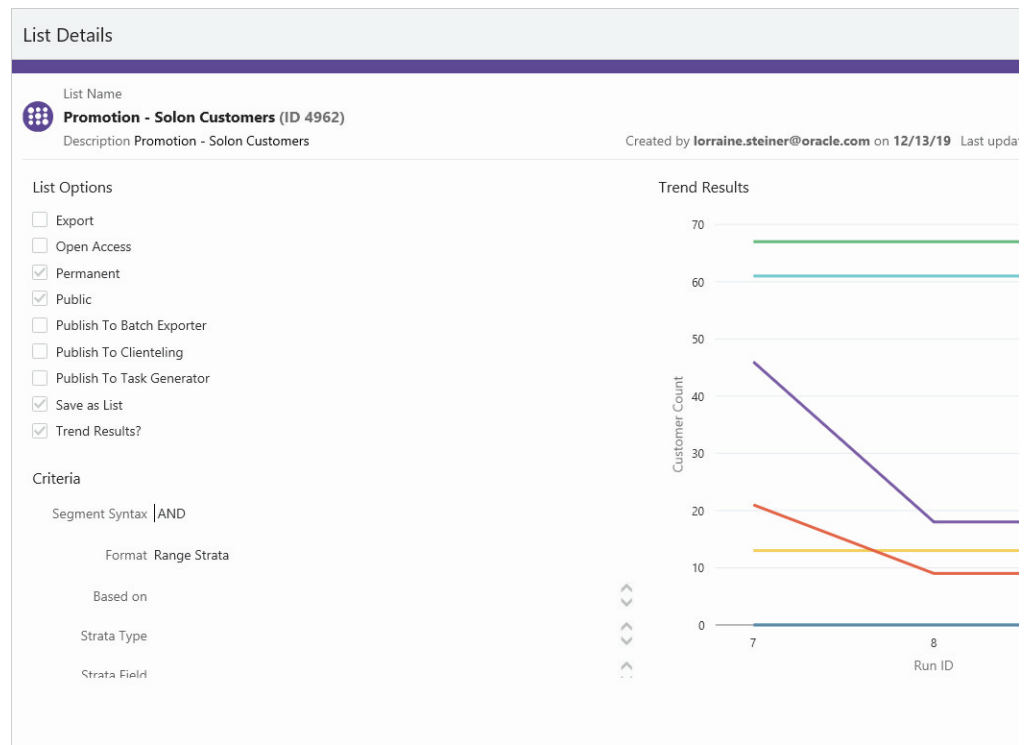 List Details
List Name
Promotion - Solon Customers (ID 4962)
Description Promotion - Solon Customers
Created by lorraine.steiner@oracle.com on 12/13/19 Last updat
List Options
Export
Open Access
Permanent
Public
Publish To Batch Exporter
Publish To Clienteling
Publish To Task Generator
Save as List
Trend Results?
Criteria
Segment Syntax AND
Format Range Strata
Based on
Strata Type
Strata Field
Trend Results
70
60
50
40
30
20
10
0
Customer Count
7 8
Run ID